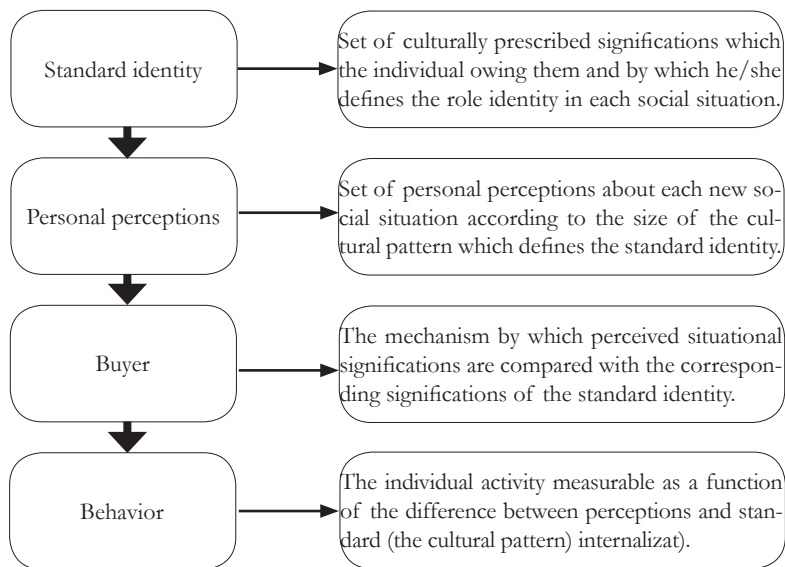 Standard identity
Set of culturally prescribed significations which
the individual owing them and by which he/she
defines the role identity in each social situation.
Personal perceptions
Set of personal perceptions about each new so-
cial situation according to the size of the cul-
tural pattern which defines the standard identity.
Buyer
The mechanism by which perceived situational
significations are compared with the correspon-
ding significations of the standard identity.
Behavior
The individual activity measurable as a function
of the difference between perceptions and stan-
dard (the cultural pattern) internalizat).